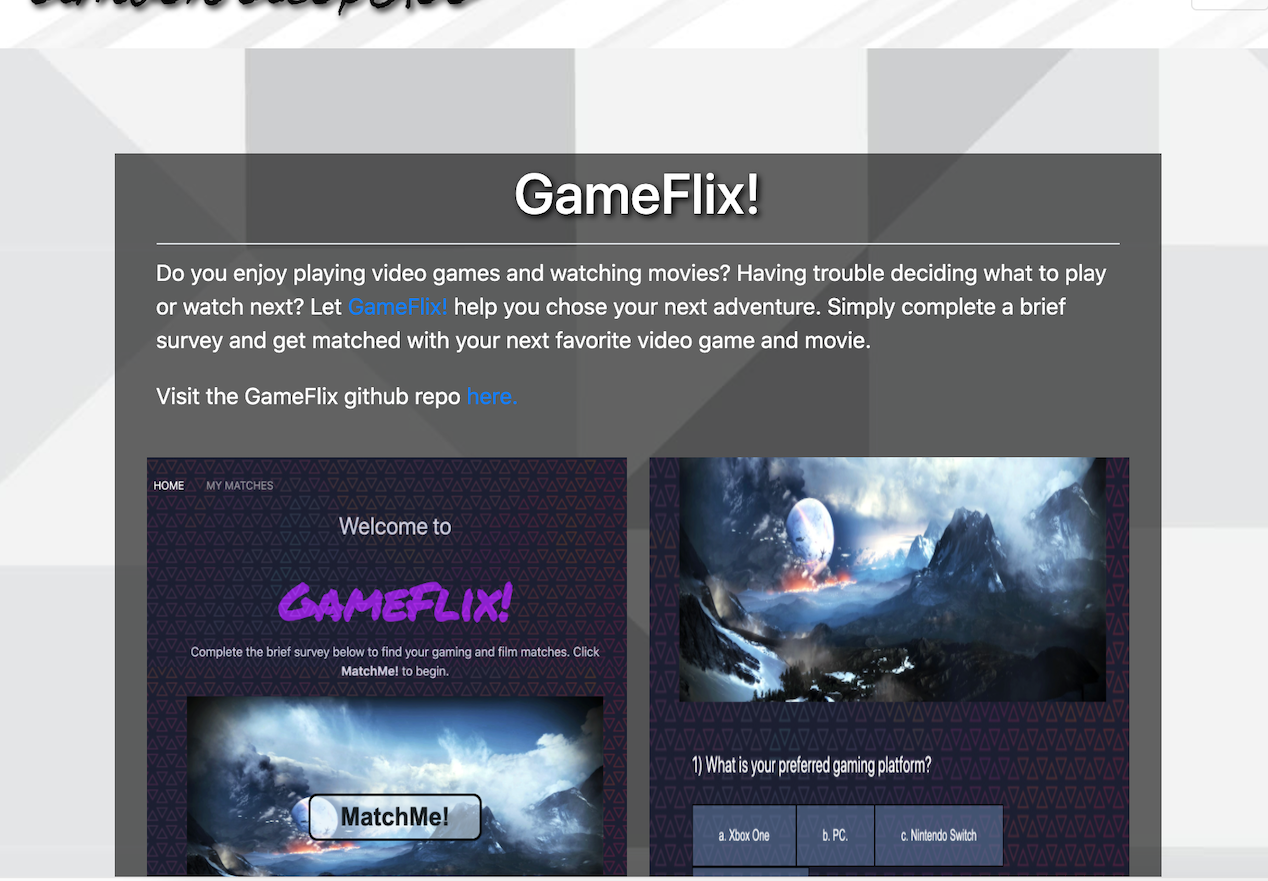 GameFlix!
Do you enjoy playing video games and watching movies? Having trouble deciding what to play
or watch next? Let GameFlix! help you chose your next adventure. Simply complete a brief
survey and get matched with your next favorite video game and movie.
Visit the GameFlix github repo here.
HOME MY MATCHES
Welcome to
GAMEFLIX!
Complete the brief survey below to find your gaming and film matches. Click
MatchMe! to begin.
MatchMe!
1) What is your preferred gaming platform?
a. Xbox One b. PC. c. Nintendo Switch